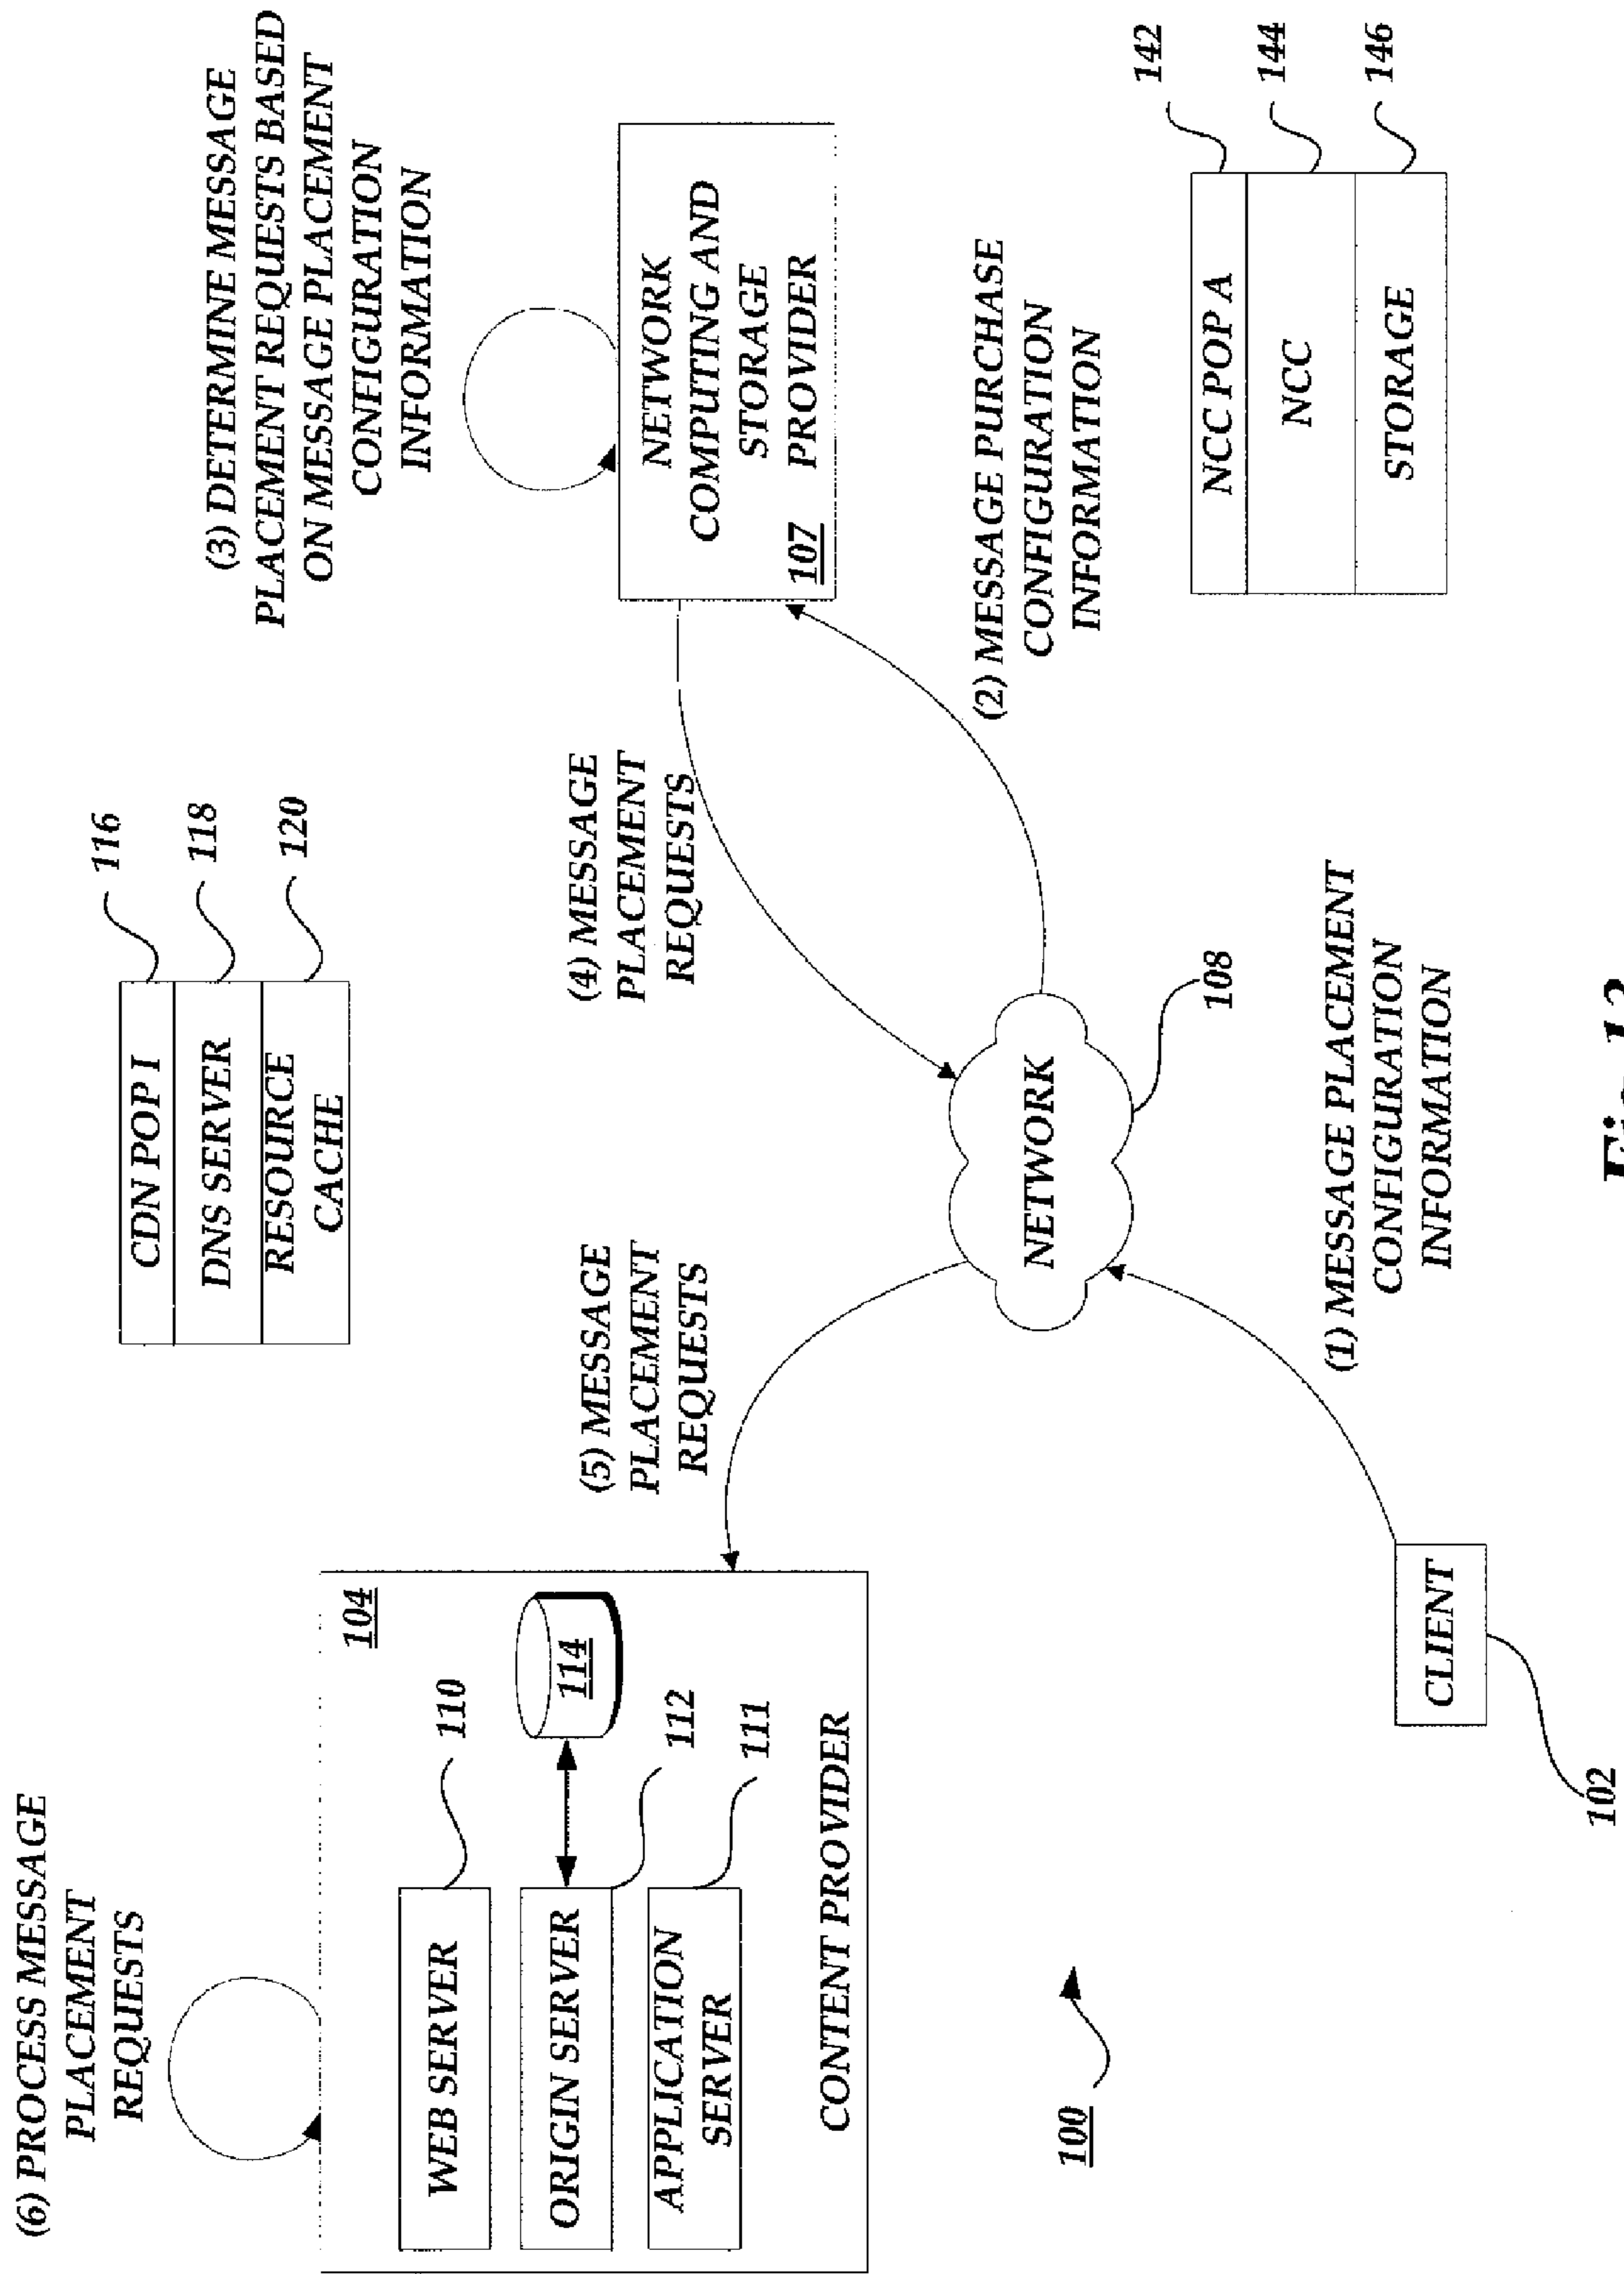 (6) PROCESS MESSAGE
PLACEMENT
REQUESTS
104
WEB SERVER
110
ORIGIN SERVER
114
112
APPLICATION
SERVER
111
CONTENT PROVIDER
CDN POP I
116
DNS SERVER
118
RESOURCE
CACHE
120
(3) DETERMINE MESSAGE
PLACEMENT REQUESTS BASED
ON MESSAGE PLACEMENT
CONFIGURATION
INFORMATION
NETWORK
COMPUTING AND
STORAGE
PROVIDER
107
(4) MESSAGE
PLACEMENT
REQUESTS
(5) MESSAGE
PLACEMENT
REQUESTS
NETWORK
108
(2) MESSAGE PURCHASE
CONFIGURATION
INFORMATION
(1) MESSAGE PLACEMENT
CONFIGURATION
INFORMATION
NCC POP A
142
NCC
144
STORAGE
146
100
CLIENT
102